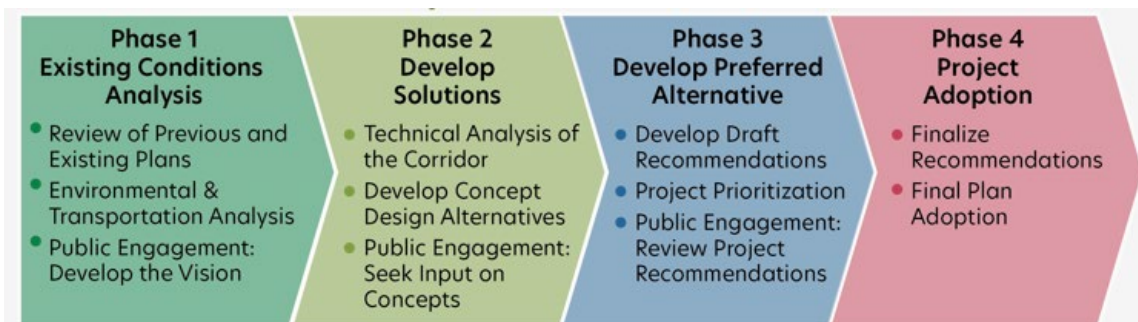 Phase 1
Existing Conditions
Analysis
• Review of Previous and
Existing Plans
• Environmental &
Transportation Analysis
• Public Engagement:
Develop the Vision
Phase 2
Develop
Solutions
• Technical Analysis of
the Corridor
• Develop Concept
Design Alternatives
• Public Engagement:
Seek Input on
Concepts
Phase 3
Develop Preferred
Alternative
• Develop Draft
Recommendations
• Project Prioritization
• Public Engagement:
Review Project
Recommendations
Phase 4
Project
Adoption
• Finalize
Recommendations
• Final Plan
Adoption